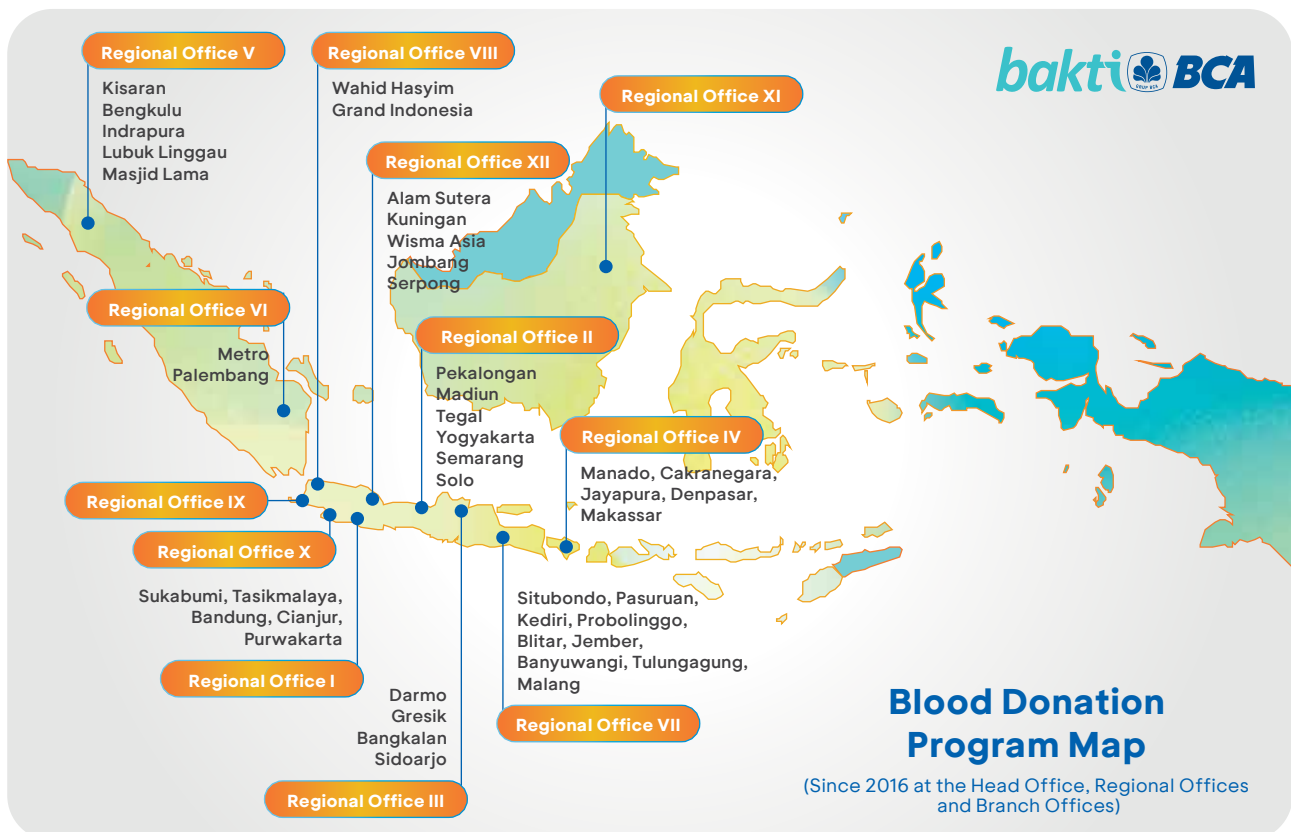 Regional Office V
Kisaran
Bengkulu
Indrapura
Lubuk Linggau
Masjid Lama
Regional Office VIII
Wahid Hasyim
Grand Indonesia
Regional Office XI
bakti BCA
GRUP BCA
Regional Office XII
Alam Sutera
Kuningan
Wisma Asia
Jombang
Serpong
Regional Office VI
Metro
Palembang
Regional Office II
Pekalongan
Madiun
Tegal
Yogyakarta
Semarang
Solo
Regional Office IV
Manado, Cakranegara,
Jayapura, Denpasar,
Makassar
Regional Office IX
Regional Office X
Sukabumi, Tasikmalaya,
Bandung, Cianjur,
Purwakarta
Regional Office I
Darmo
Gresik
Bangkalan
Sidoarjo
Regional Office III
Situbondo, Pasuruan,
Kediri, Probolinggo,
Blitar, Jember,
Banyuwangi, Tulungagung,
Malang
Regional Office VII
Blood Donation
Program Map
(Since 2016 at the Head Office, Regional Offices
and Branch Offices)